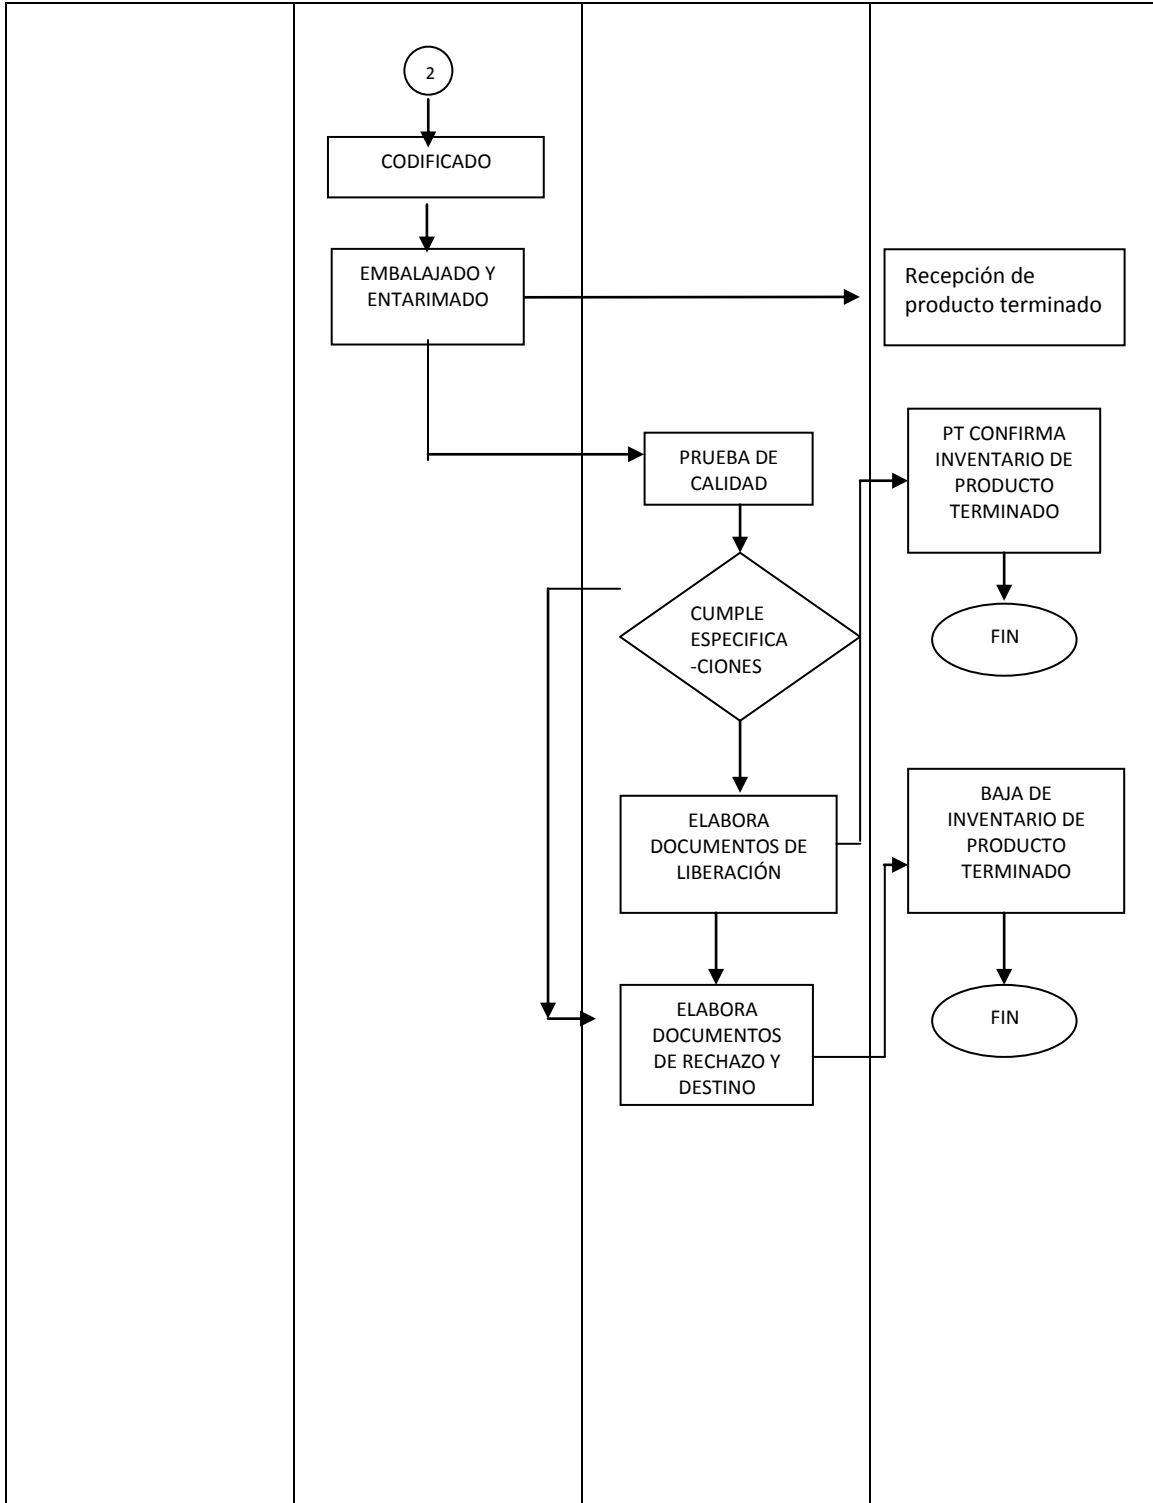 2
CODIFICADO
EMBALAJADO Y
ENTARIMADO
Recepción de
producto terminado
PRUEBA DE
CALIDAD
PT CONFIRMA
INVENTARIO DE
PRODUCTO
TERMINADO
CUMPLE
ESPECIFICA
-CIONES
FIN
ELABORA
DOCUMENTOS DE
LIBERACIÓN
BAJA DE
INVENTARIO DE
PRODUCTO
TERMINADO
ELABORA
DOCUMENTOS
DE RECHAZO Y
DESTINO
FIN